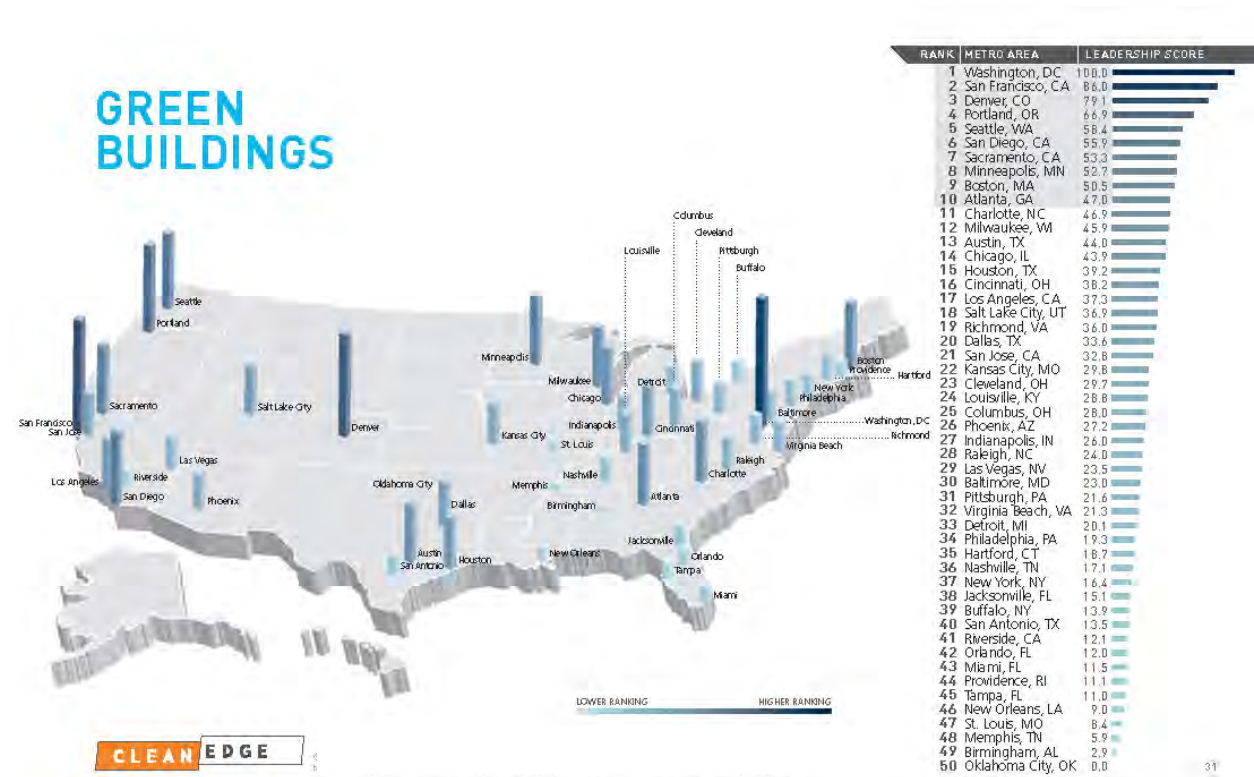 GREEN
BUILDINGS
RANK METRO AREA LEADERSHIP SCORE
1 Washington, DC 100.0
2 San Francisco, CA 86.0
3 Denver, CO 79.1
4 Portland, OR 66.9
5 Seattle, WA 58.4
6 San Diego, CA 55.9
7 Sacramento, CA 53.3
8 Minneapolis, MN 52.7
9 Boston, MA 50.5
10 Atlanta, GA 47.0
11 Charlotte, NC 46.9
12 Milwaukee, WI 45.9
13 Austin, TX 44.0
14 Chicago, IL 43.9
15 Houston, TX 39.2
16 Cincinnati, OH 38.2
17 Los Angeles, CA 37.3
18 Salt Lake City, UT 36.9
19 Richmond, VA 36.0
20 Dallas, TX 33.6
21 San Jose, CA 32.8
22 Kansas City, MO 29.8
23 Cleveland, OH 29.7
24 Louisville, KY 28.8
25 Columbus, OH 28.0
26 Phoenix, AZ 27.2
27 Indianapolis, IN 26.0
28 Raleigh, NC 24.0
29 Las Vegas, NV 23.5
30 Baltimore, MD 23.0
31 Pittsburgh, PA 21.6
32 Virginia Beach, VA 21.3
33 Detroit, MI 20.1
34 Philadelphia, PA 19.3
35 Hartford, CT 18.7
36 Nashville, TN 17.1
37 New York, NY 16.4
38 Jacksonville, FL 15.1
39 Buffalo, NY 13.9
40 San Antonio, TX 13.5
41 Riverside, CA 12.1
42 Orlando, FL 12.0
43 Miami, FL 11.5
44 Providence, RI 11.1
45 Tampa, FL 11.0
46 New Orleans, LA 9.0
47 St. Louis, MO 8.4
48 Memphis, TN 5.9
49 Birmingham, AL 2.9
50 Oklahoma City, OK 0.0
Columbus
Cleveland
Louisville
Pittsburgh
Buffalo
Seattle
Portland
Minneapolis
Boston
Providence
Hartford
Milwaukee
Detroit
New York
Chicago
Philadelphia
Sacramento
Salt Lake City
Baltimore
San Francisco
San Jose
Denver
Kansas City
Indianapolis
Cincinnati
Washington, DC
Richmond
St. Louis
Virginia Beach
Las Vegas
Raleigh
Los Angeles
Riverside
Nashville
Charlotte
Oklahoma City
Memphis
San Diego
Phoenix
Dallas
Birmingham
Atlanta
Jacksonville
Austin
Houston
New Orleans
Orlando
San Antonio
Tampa
Miami
LOWER RANKING HIGHER RANKING
CLEAN EDGE
31